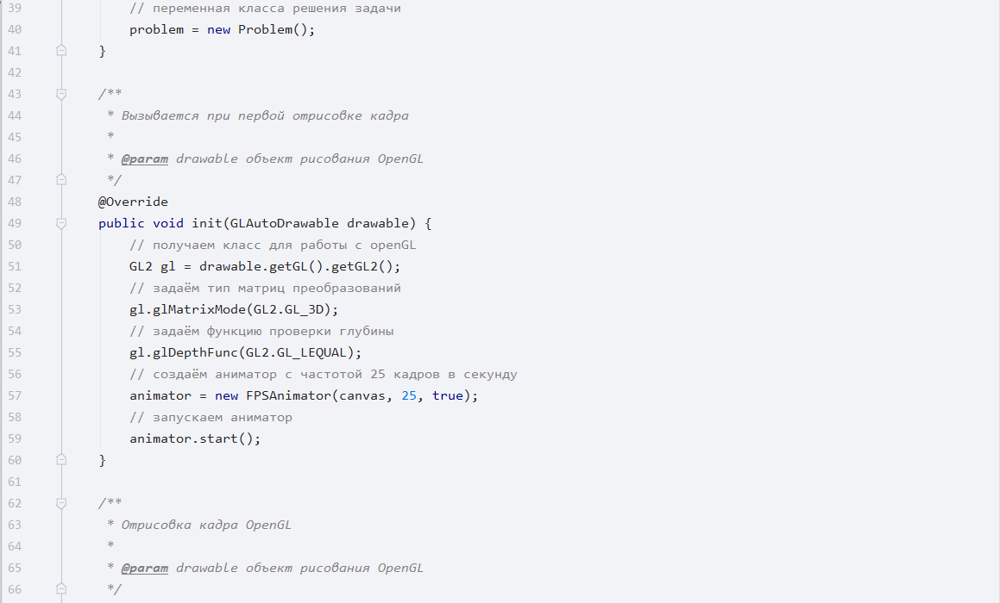 39 // переменная класса решения задачи
40 problem = new Problem();
41 }
42
43 /**
44 * Вызывается при первой отрисовке кадра
45 *
46 * @param drawable объект рисования OpenGL
47 */
48 @Override
49 public void init(GLAutoDrawable drawable) {
50 // получаем класс для работы с openGL
51 GL2 gl = drawable.getGL().getGL2();
52 // задаём тип матриц преобразований
53 gl.glMatrixMode(GL2.GL_3D);
54 // задаём функцию проверки глубины
55 gl.glDepthFunc(GL2.GL_LEQUAL);
56 // создаём аниматор с частотой 25 кадров в секунду
57 animator = new FPSAnimator(canvas, 25, true);
58 // запускаем аниматор
59 animator.start();
60 }
61
62 /**
63 * Отрисовка кадра OpenGL
64 *
65 * @param drawable объект рисования OpenGL
66 */